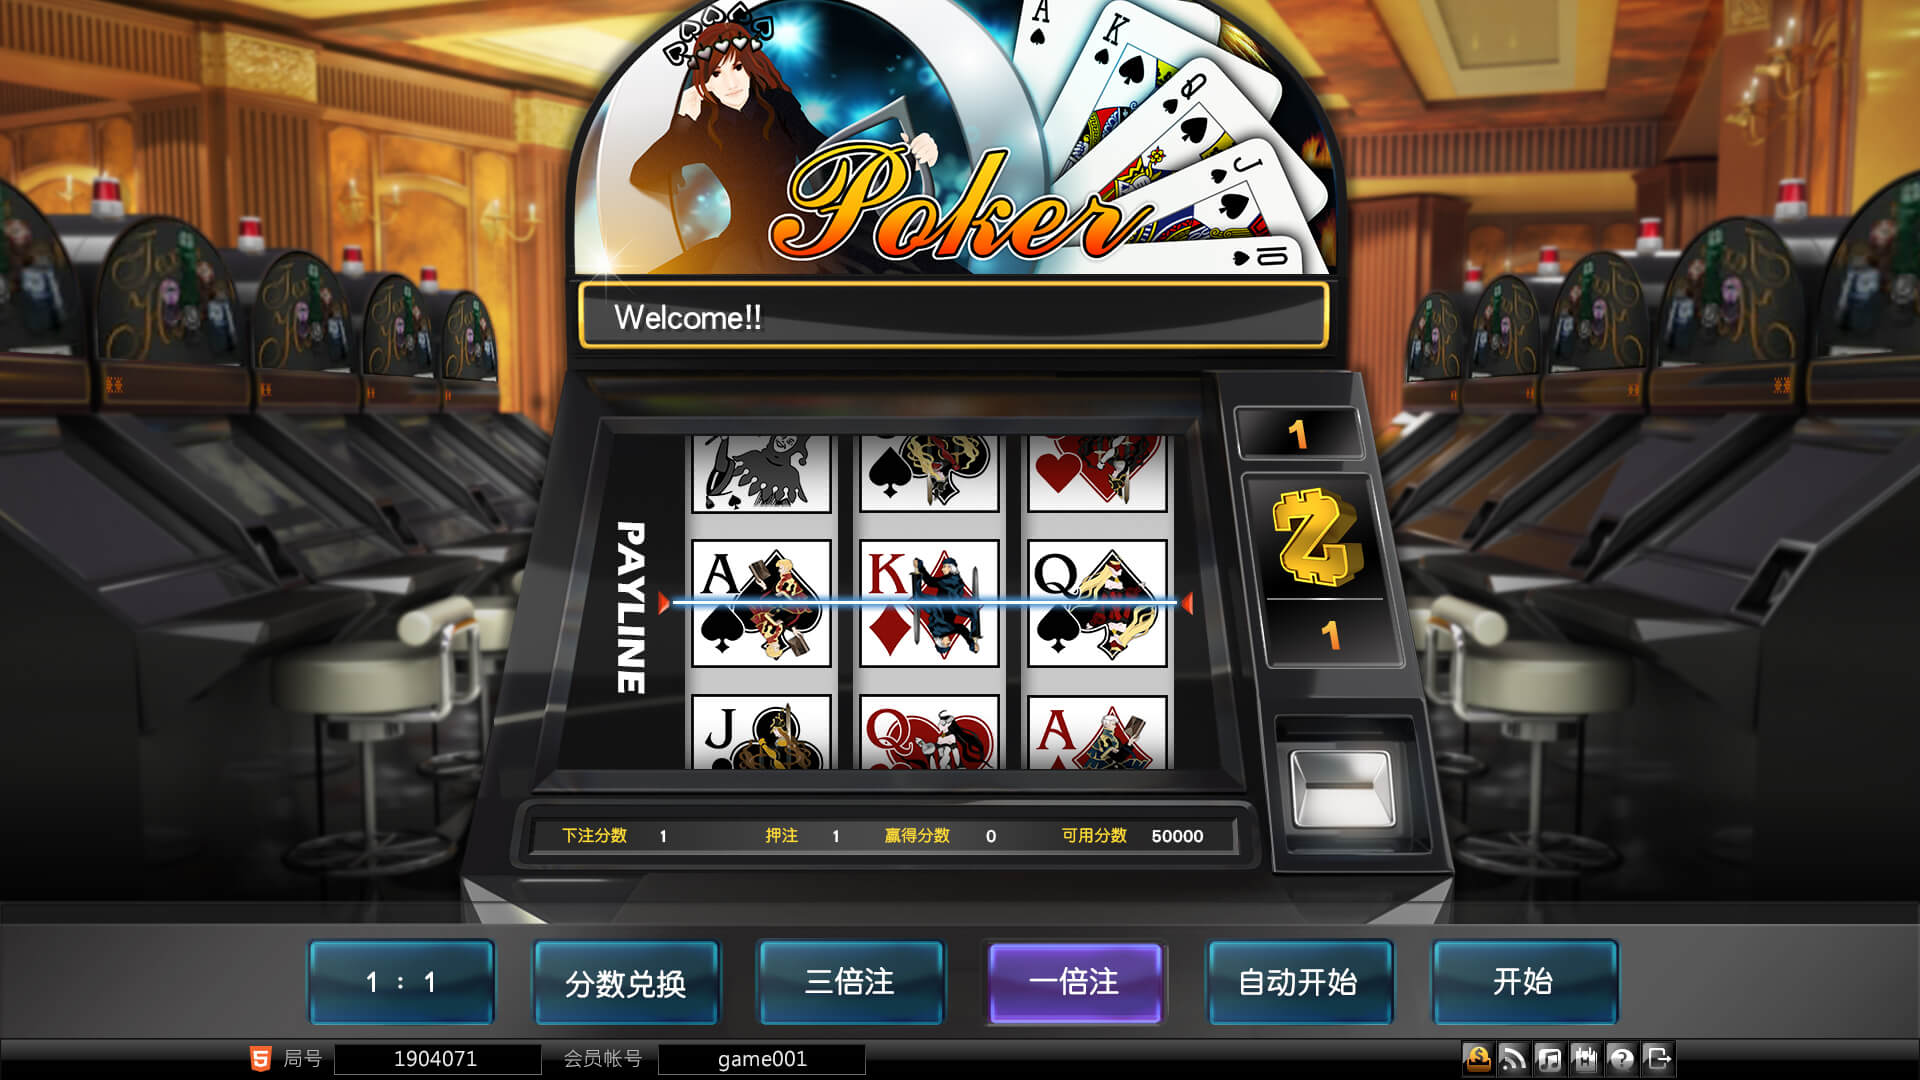 A
K
Q
J
10
Poker
Welcome!!
1
PAYLINE
A
K
Q
1
J
Q
A
下注分数 1 押注 1 赢得分数 0 可用分数 50000
1 : 1 分数兑换 三倍注 一倍注 自动开始 开始
局号 1904071 会员帐号 game001